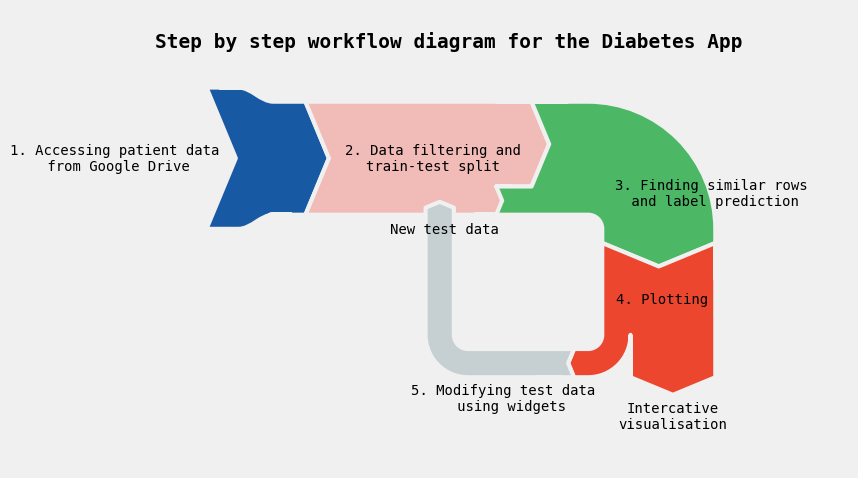 Step by step workflow diagram for the Diabetes App
1. Accessing patient data
from Google Drive
2. Data filtering and
train-test split
3. Finding similar rows
and label prediction
New test data
4. Plotting
5. Modifying test data
using widgets
Intercative
visualisation